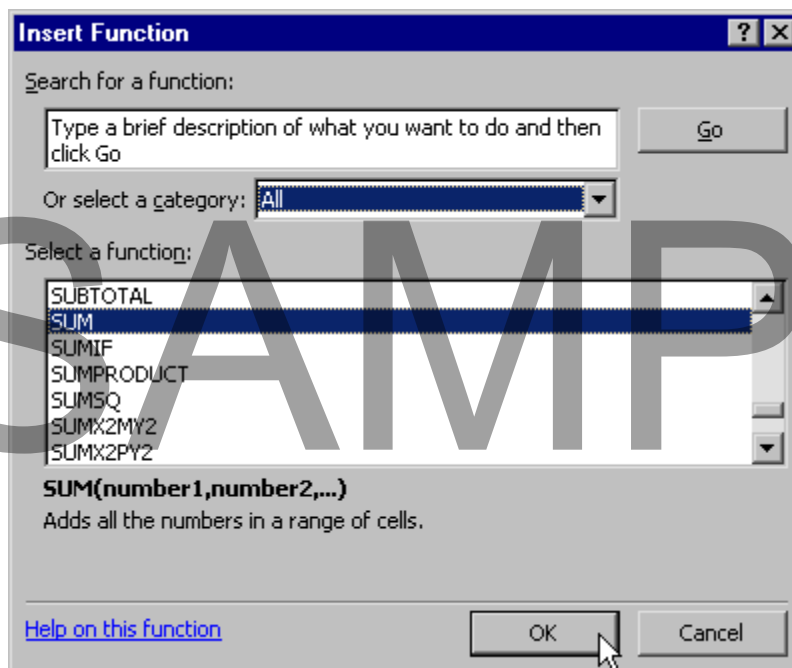 Insert Function
?
Search for a function:
Type a brief description of what you want to do and then
click Go
Go
Or select a category: All
Select a function:
SUBTOTAL
SUM
SUMIF
SUMPRODUCT
SUMSQ
SUMX2MY2
SUMX2PY2
SUM(number1,number2,...)
Adds all the numbers in a range of cells.
Help on this function
OK
Cancel
SAMP